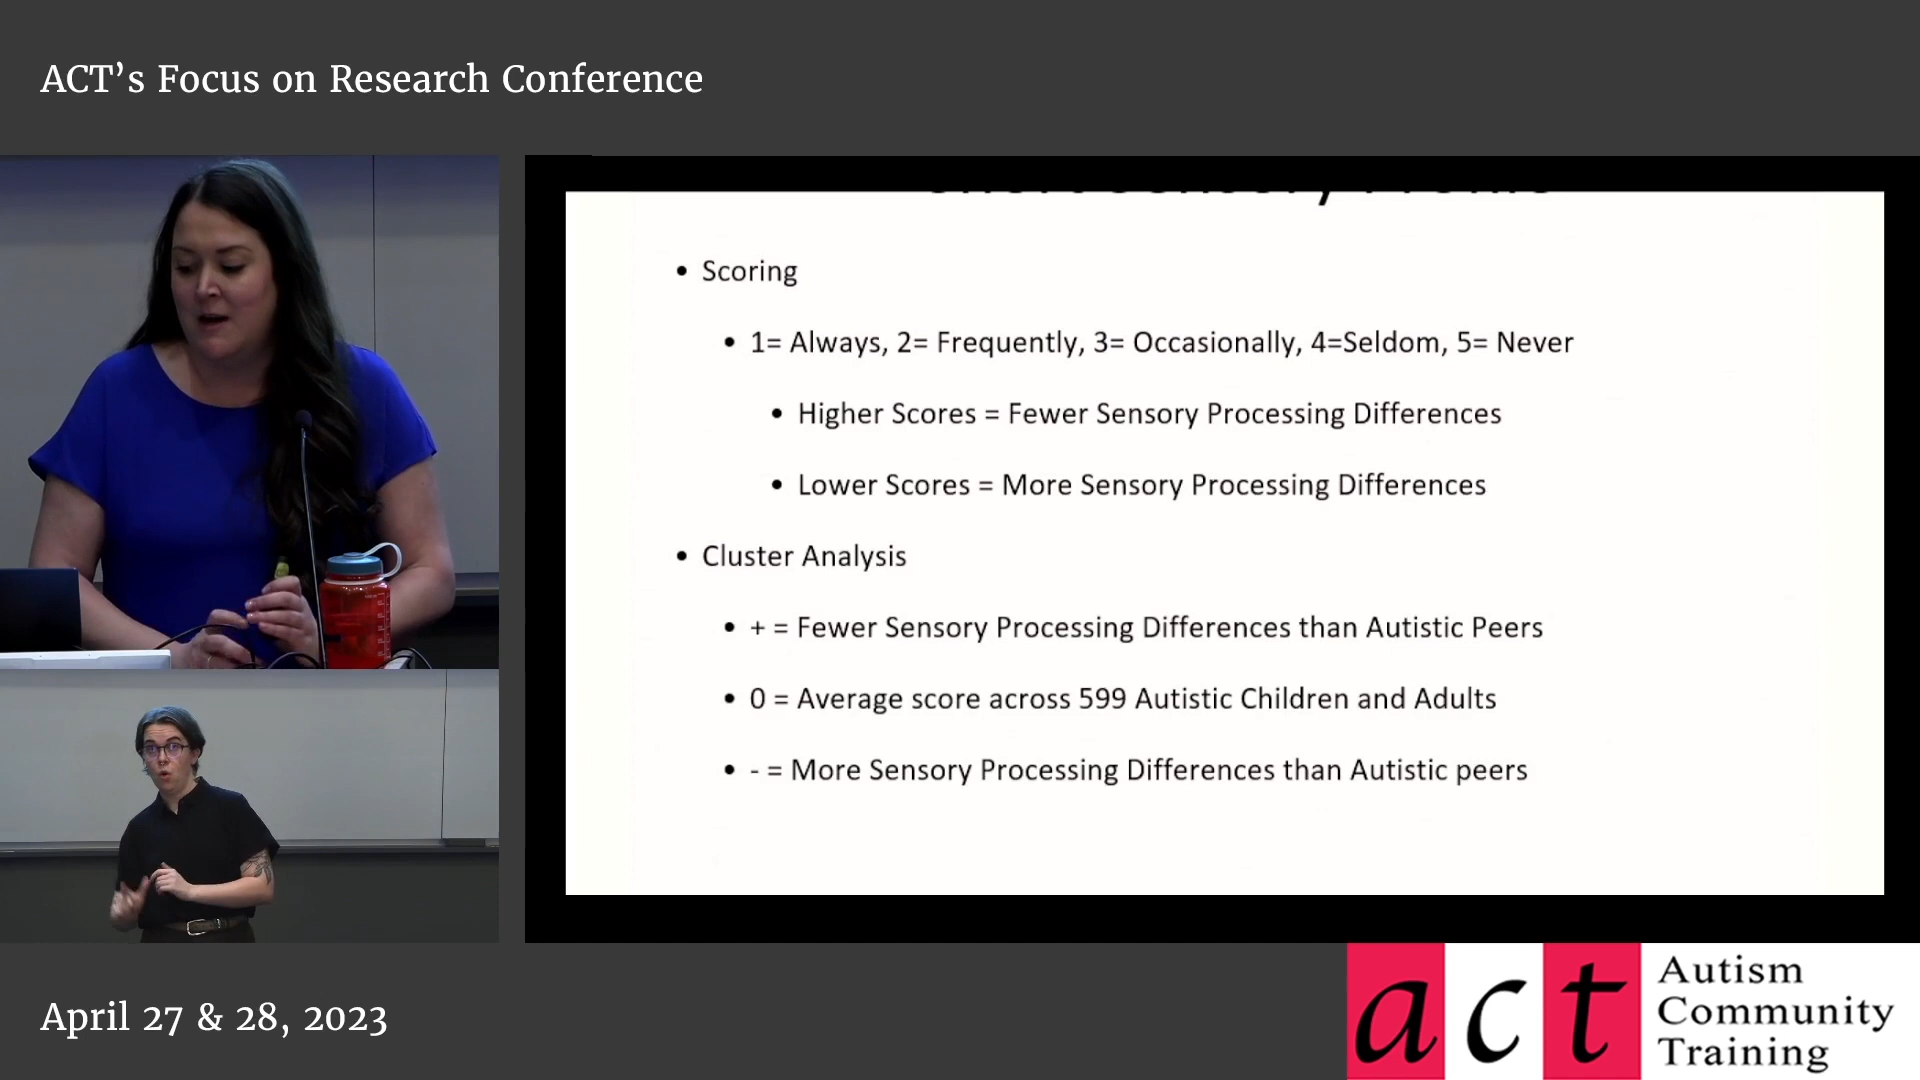 ACT’s Focus on Research Conference
• Scoring
• 1= Always, 2= Frequently, 3= Occasionally, 4=Seldom, 5= Never
• Higher Scores = Fewer Sensory Processing Differences
• Lower Scores = More Sensory Processing Differences
• Cluster Analysis
• + = Fewer Sensory Processing Differences than Autistic Peers
• 0 = Average score across 599 Autistic Children and Adults
• - = More Sensory Processing Differences than Autistic peers
April 27 & 28, 2023
act
Autism
Community
Training